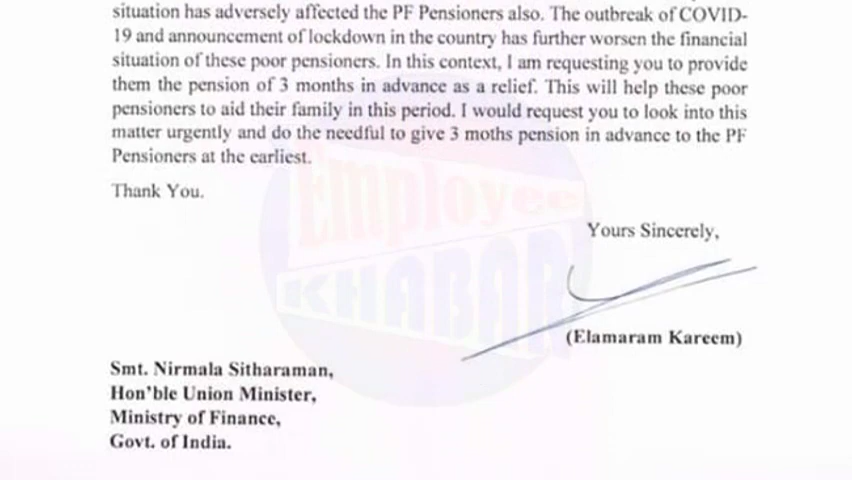 situation has adversely affected the PF Pensioners also. The outbreak of COVID-
19 and announcement of lockdown in the country has further worsen the financial
situation of these poor pensioners. In this context, I am requesting you to provide
them the pension of 3 months in advance as a relief. This will help these poor
pensioners to aid their family in this period. I would request you to look into this
matter urgently and do the needful to give 3 moths pension in advance to the PF
Pensioners at the earliest.
Thank You.
Employee
KHABAR
Yours Sincerely,
(Elamaram Kareem)
Smt. Nirmala Sitharaman,
Hon'ble Union Minister,
Ministry of Finance,
Govt. of India.